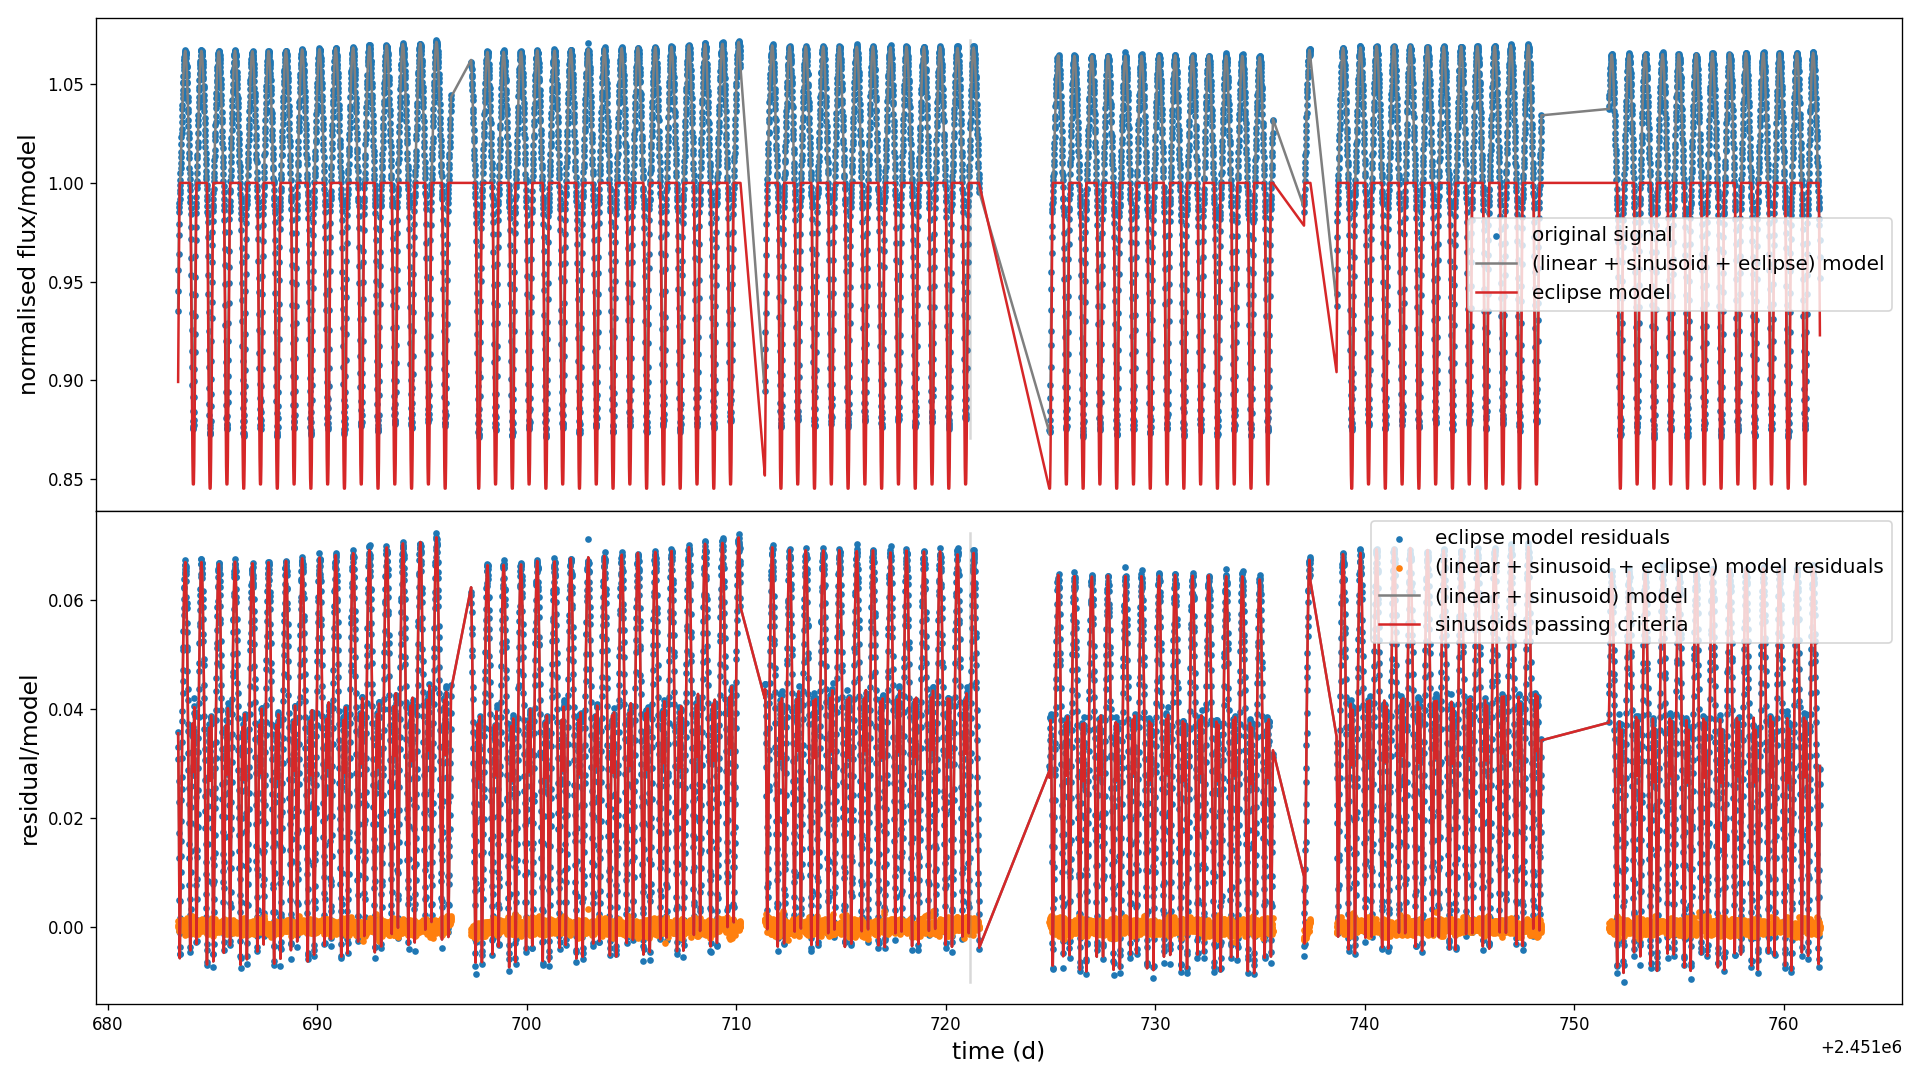 normalised flux/model
1.05
1.00
0.95
0.90
0.85
original signal
(linear + sinusoid + eclipse) model
eclipse model
residual/model
0.06
0.04
0.02
0.00
eclipse model residuals
(linear + sinusoid + eclipse) model residuals
(linear + sinusoid) model
sinusoids passing criteria
680 690 700 710 720 730 740 750 760
time (d)
+2.451e6